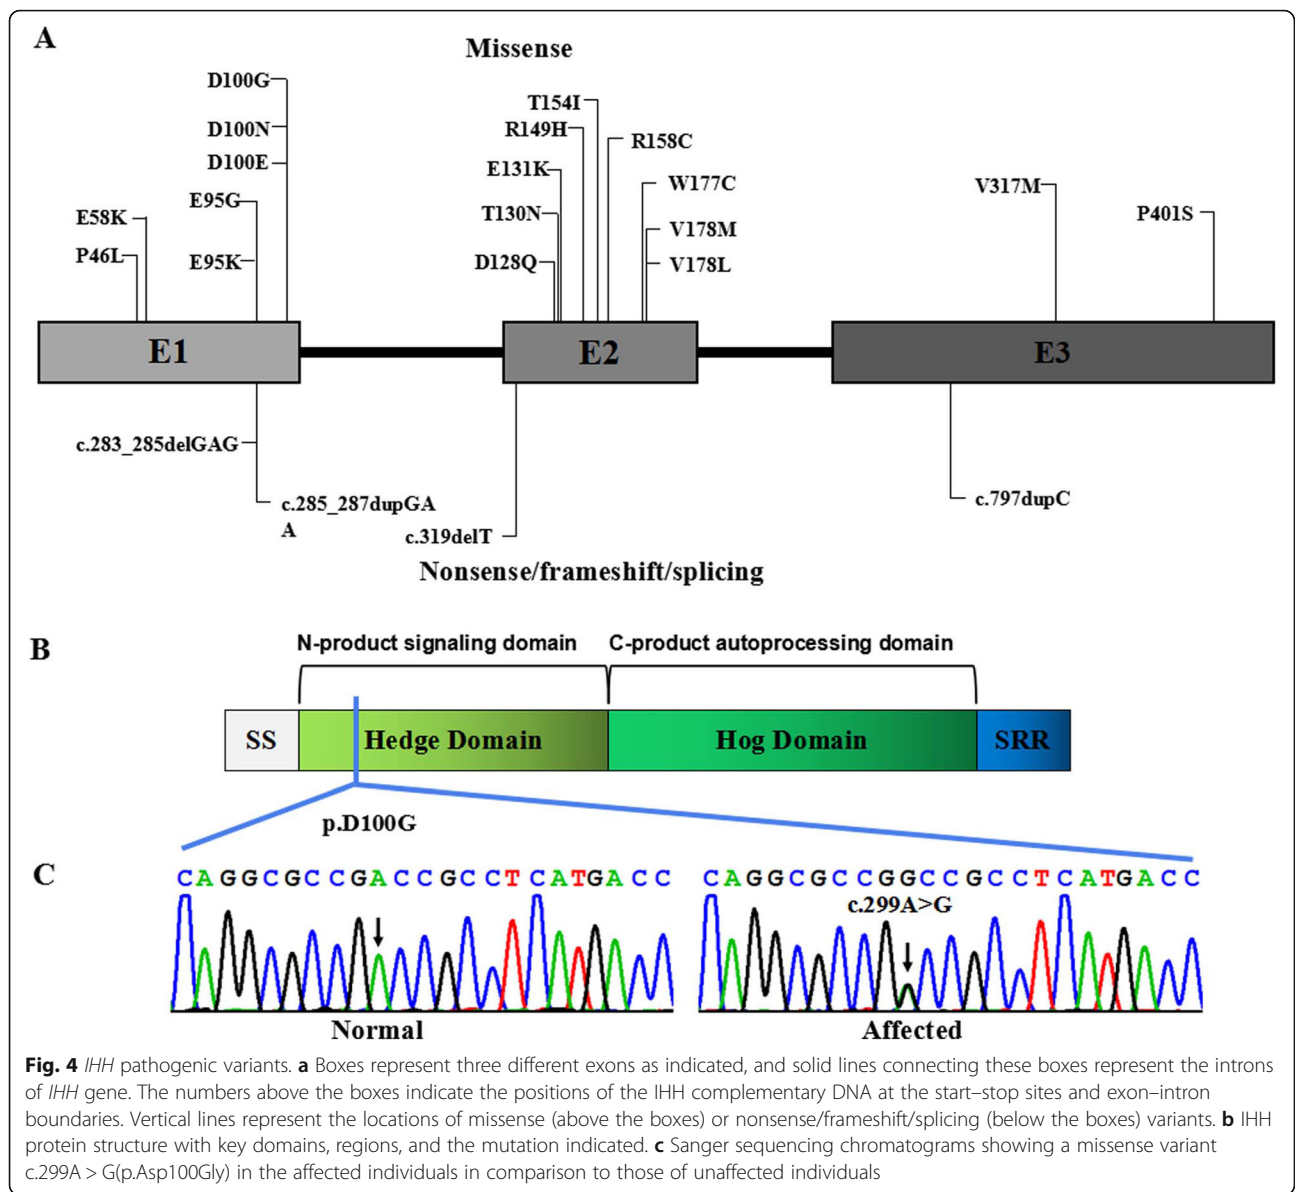 A
Missense
D100G
D100N
D100E
E95G
E58K
P46L
E95K
T154I
R149H
R158C
E131K
W177C
T130N
V178M
D128Q
V178L
V317M
P401S
E1
E2
E3
c.283_285delGAG
c.285_287dupGA
A
c.319delT
c.797dupC
Nonsense/frameshift/splicing
B
N-product signaling domain
C-product autoprocessing domain
SS
Hedge Domain
Hog Domain
SRR
p.D100G
C
CAGGCGCCGACCGCCTCATGACC
CAGGCGCCGGCCGCCTCATGACC
c.299A>G
Normal
Affected
Fig. 4 IHH pathogenic variants. a Boxes represent three different exons as indicated, and solid lines connecting these boxes represent the introns
of IHH gene. The numbers above the boxes indicate the positions of the IHH complementary DNA at the start–stop sites and exon–intron
boundaries. Vertical lines represent the locations of missense (above the boxes) or nonsense/frameshift/splicing (below the boxes) variants. b IHH
protein structure with key domains, regions, and the mutation indicated. c Sanger sequencing chromatograms showing a missense variant
c.299A > G(p.Asp100Gly) in the affected individuals in comparison to those of unaffected individuals